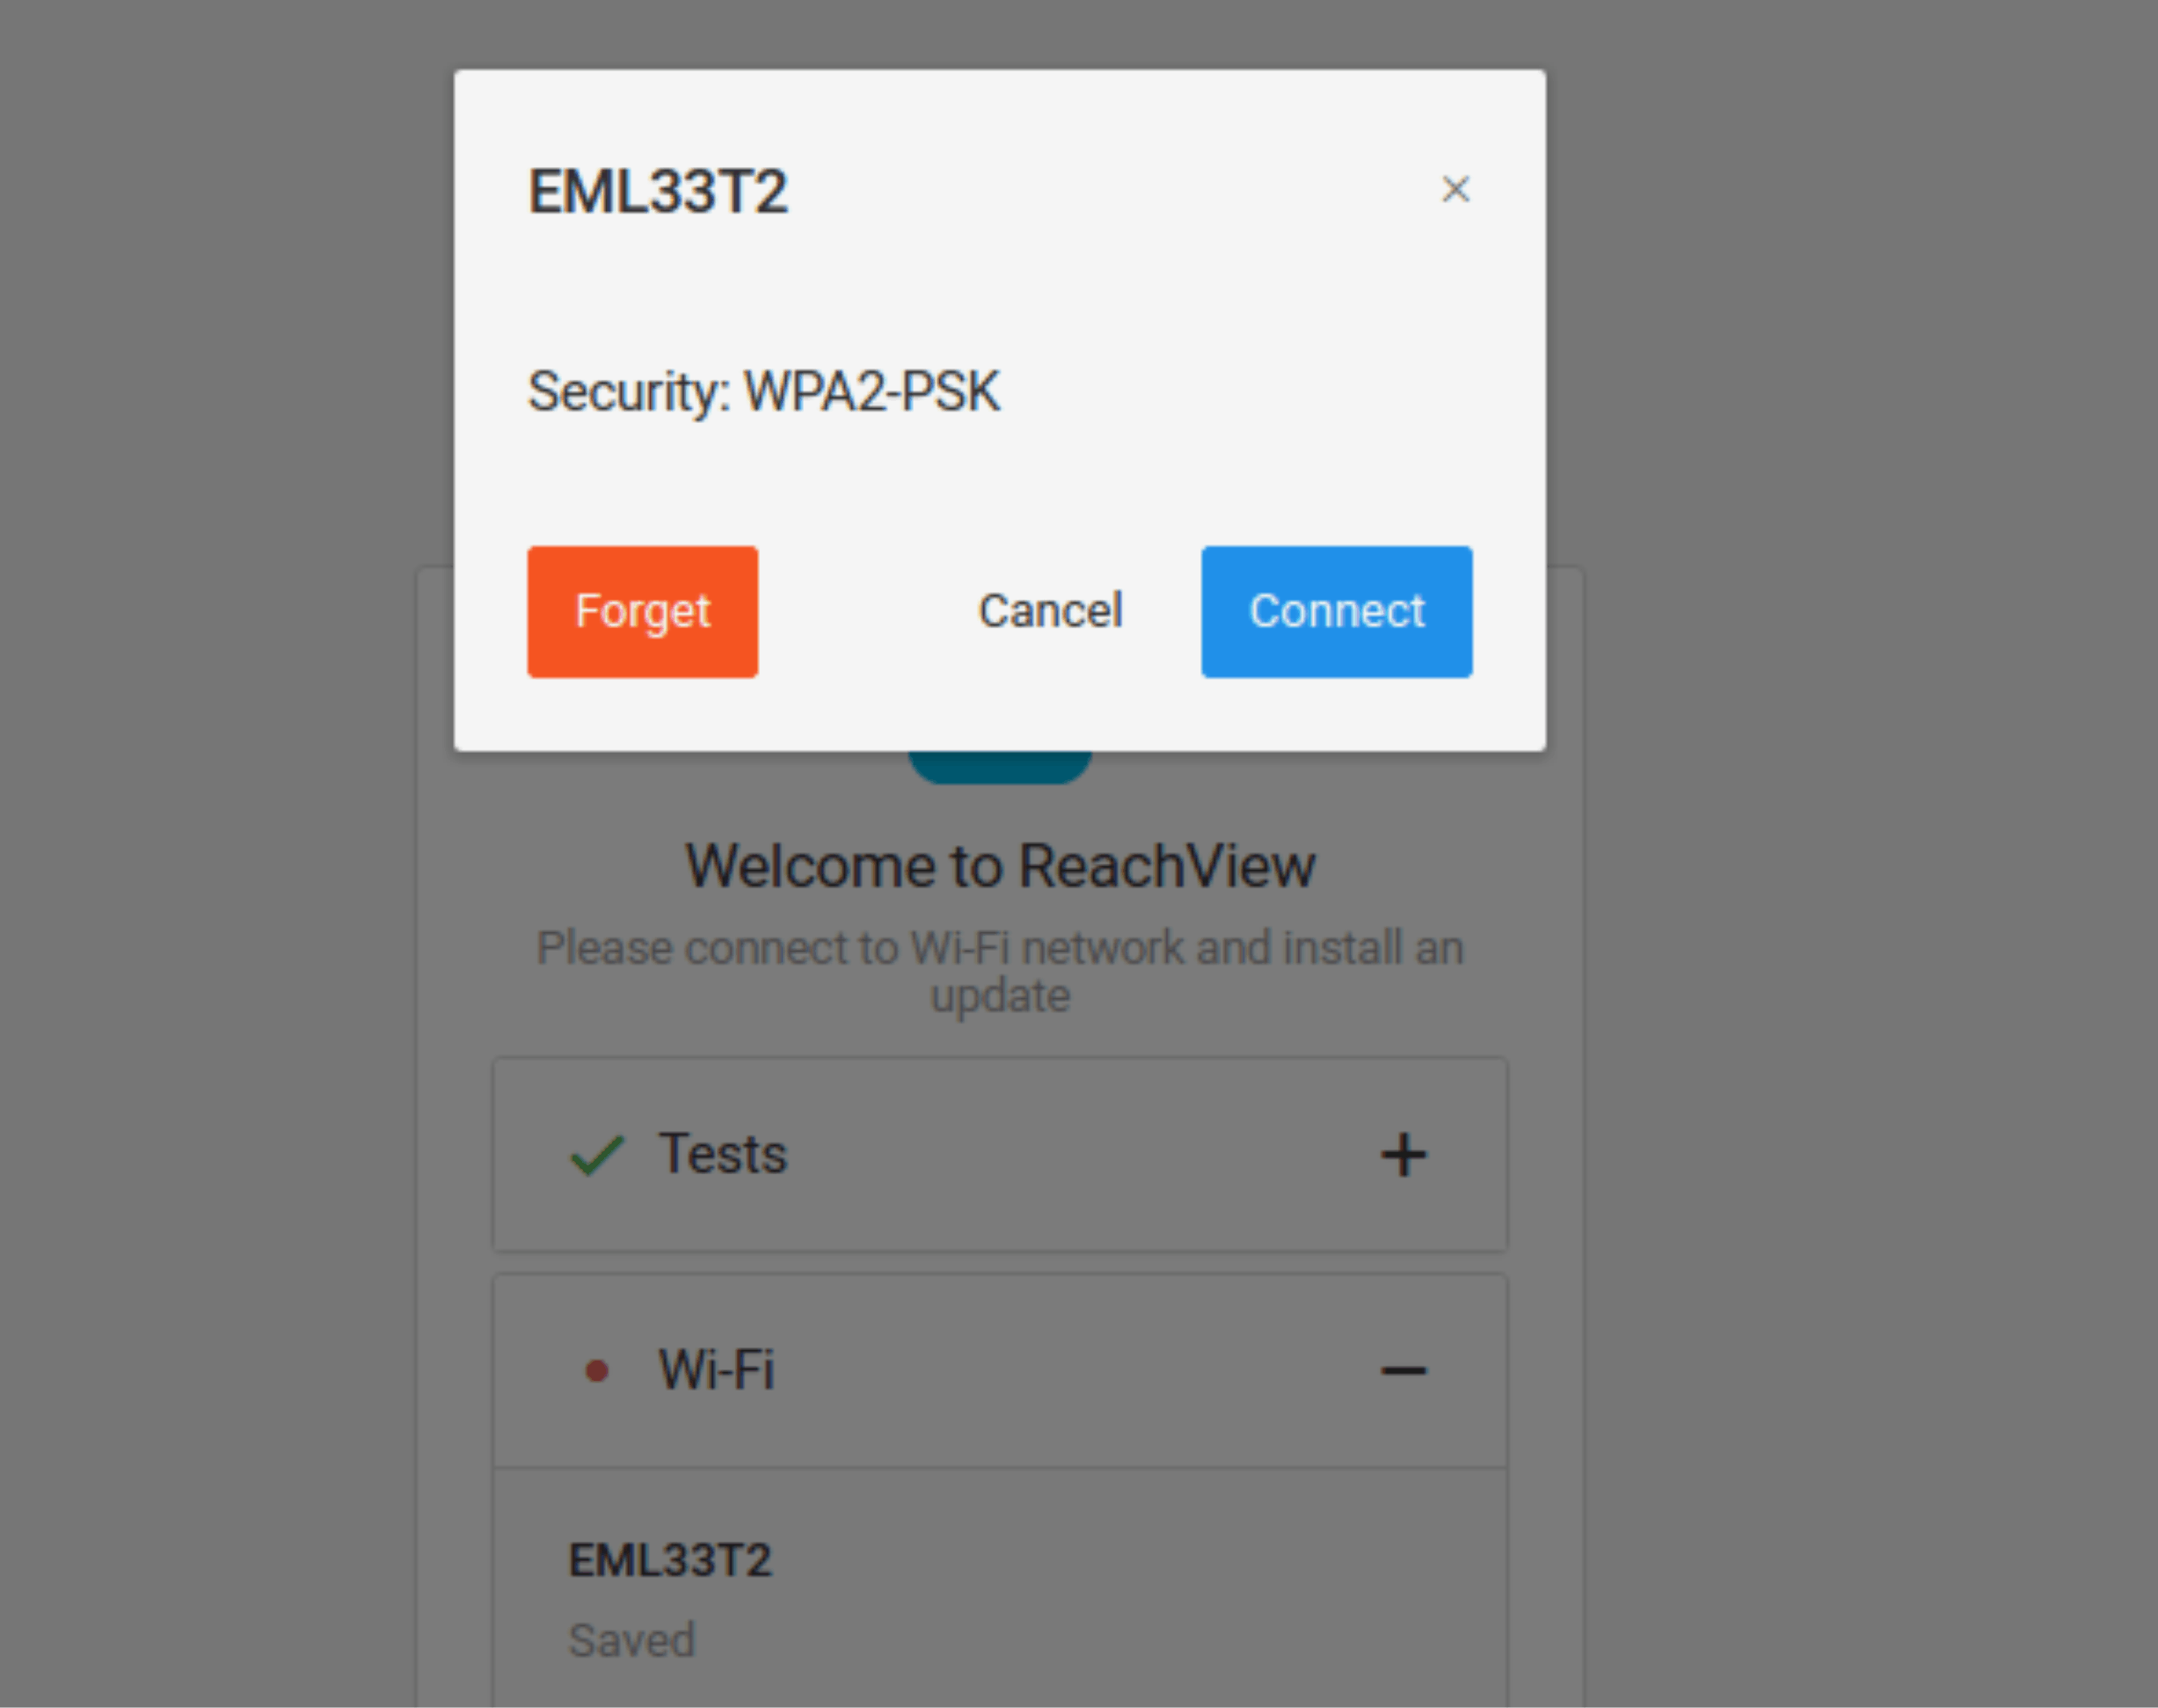 EML33T2
Security: WPA2-PSK
Forget Cancel Connect
Welcome to ReachView
Please connect to Wi-Fi network and install an
update
Tests
Wi-Fi
EML33T2
Saved